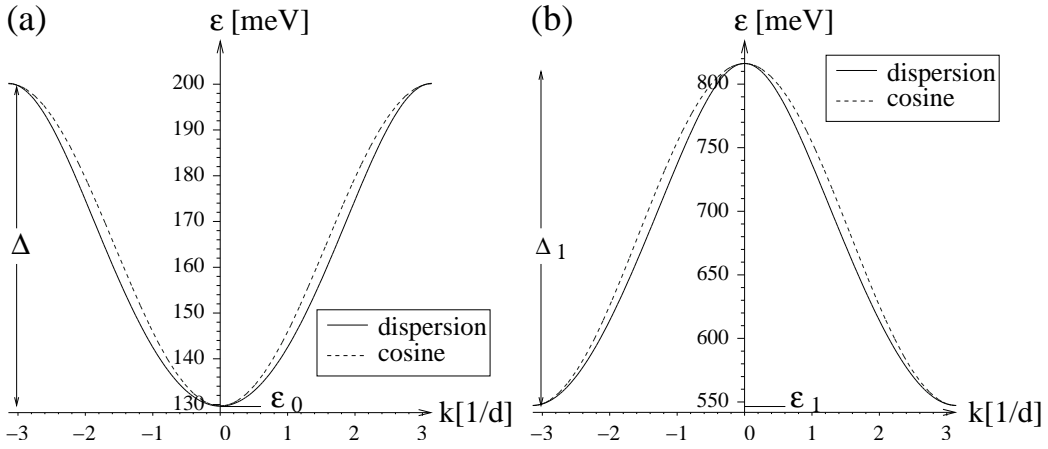 (a)
ε [meV]
200
190
180
170
160
150
140
130
Δ
ε0
dispersion
cosine
k[1/d]
−3
−2
−1
0
1
2
3
(b)
ε [meV]
800
750
700
650
600
550
Δ1
ε1
dispersion
cosine
k[1/d]
−3
−2
−1
0
1
2
3